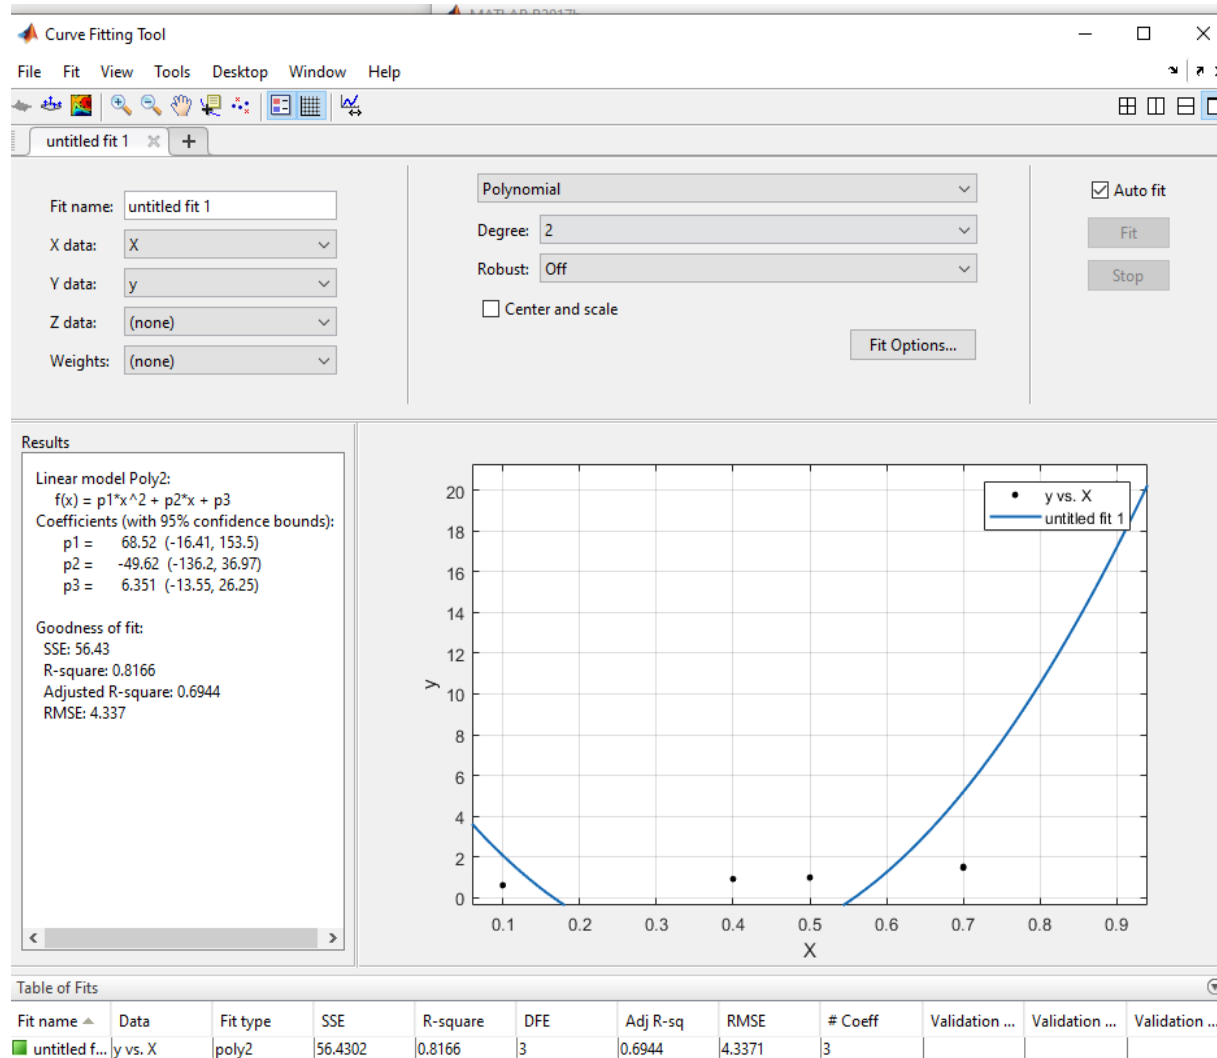 MATLAB R2017b
Curve Fitting Tool
File Fit View Tools Desktop Window Help
untitled fit 1
Fit name: untitled fit 1
X data: X
Y data: y
Z data: (none)
Weights: (none)
Polynomial
Degree: 2
Robust: Off
Center and scale
Fit Options...
Auto fit
Fit
Stop
Results
Linear model Poly2:
f(x) = p1*x^2 + p2*x + p3
Coefficients (with 95% confidence bounds):
p1 = 68.52 (-16.41, 153.5)
p2 = -49.62 (-136.2, 36.97)
p3 = 6.351 (-13.55, 26.25)
Goodness of fit:
SSE: 56.43
R-square: 0.8166
Adjusted R-square: 0.6944
RMSE: 4.337
y vs. X
untitled fit 1
20
18
16
14
12
10
8
6
4
2
0
y
0.1 0.2 0.3 0.4 0.5 0.6 0.7 0.8 0.9
X
Table of Fits
Fit name Data Fit type SSE R-square DFE Adj R-sq RMSE # Coeff Validation ... Validation ... Validation ...
untitled f... y vs. X poly2 56.4302 0.8166 3 0.6944 4.3371 3